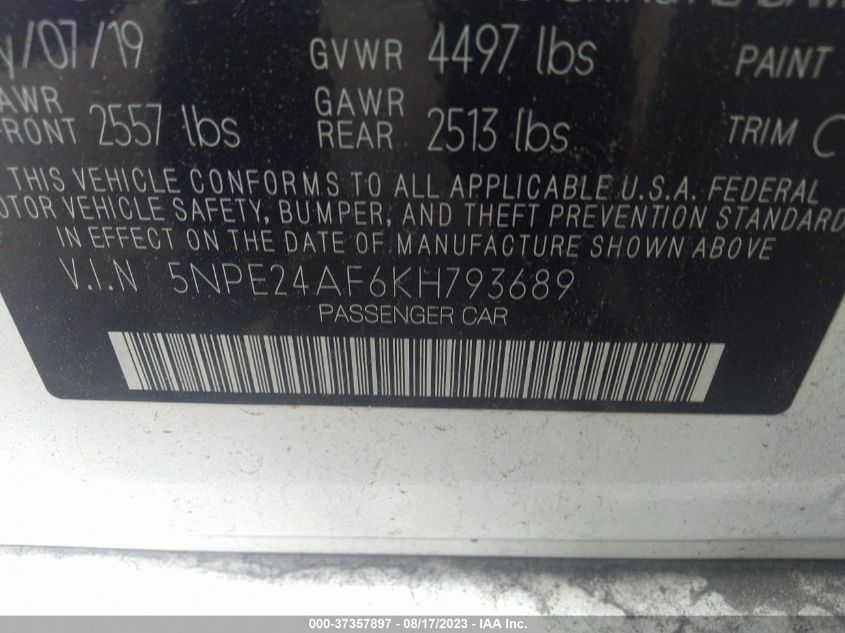 /07/19 GVWR 4497 lbs PAINT
GAWR FRONT 2557 lbs GAWR REAR 2513 lbs TRIM C
THIS VEHICLE CONFORMS TO ALL APPLICABLE U.S.A. FEDERAL
OTOR VEHICLE SAFETY, BUMPER, AND THEFT PREVENTION STANDARD
IN EFFECT ON THE DATE OF MANUFACTURE SHOWN ABOVE
V.I.N 5NPE24AF6KH793689
PASSENGER CAR
000-37357897 - 08/17/2023 - IAA Inc.